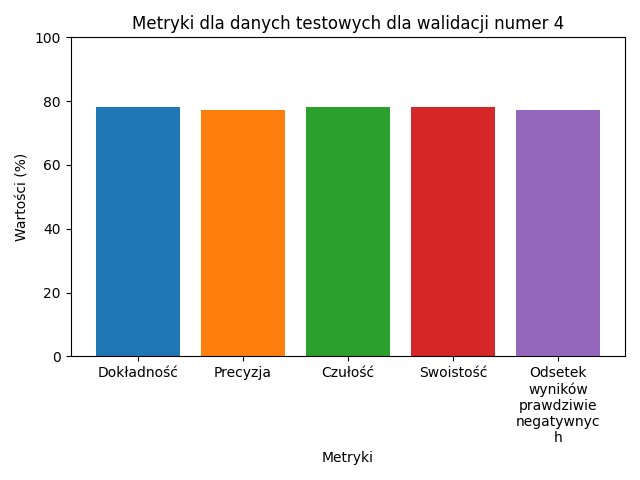 Metryki dla danych testowych dla walidacji numer 4
100
80
60
40
20
0
Wartości (%)
Dokładność
Precyzja
Czułość
Swoistość
Odsetek
wyników
prawdziwie
negatywnyc
h
Metryki